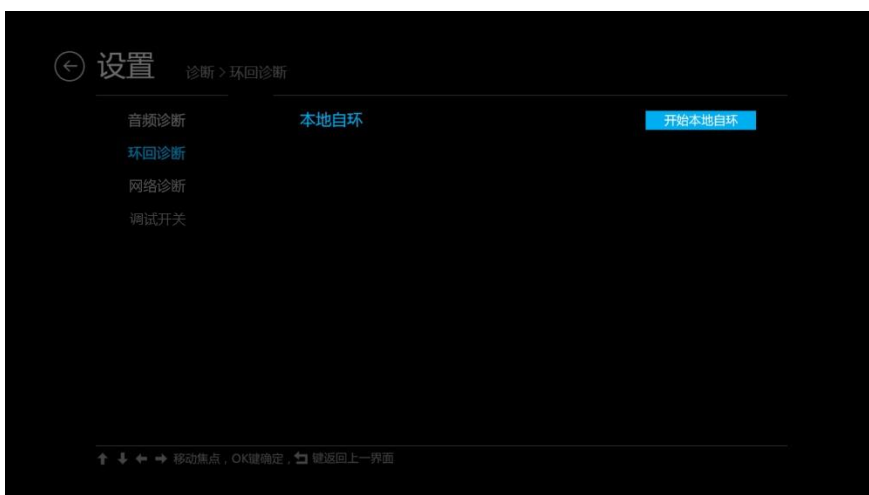 设置 诊断 > 环回诊断
音频诊断
本地自环 开始本地自环
环回诊断
网络诊断
调试开关
移动焦点，OK键确定， 键返回上一界面